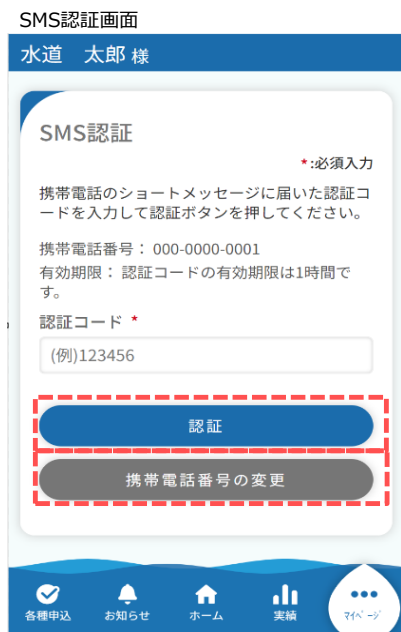 SMS認証画面
水道　太郎 様
SMS認証
*:必須入力
携帯電話のショートメッセージに届いた認証コ
ードを入力して認証ボタンを押してください。
携帯電話番号： 000-0000-0001
有効期限： 認証コードの有効期限は1時間で
す。
認証コード *
(例)123456
認証
携帯電話番号の変更
各種申込 お知らせ ホーム 実績 ﾏｲﾍﾟｰｼﾞ